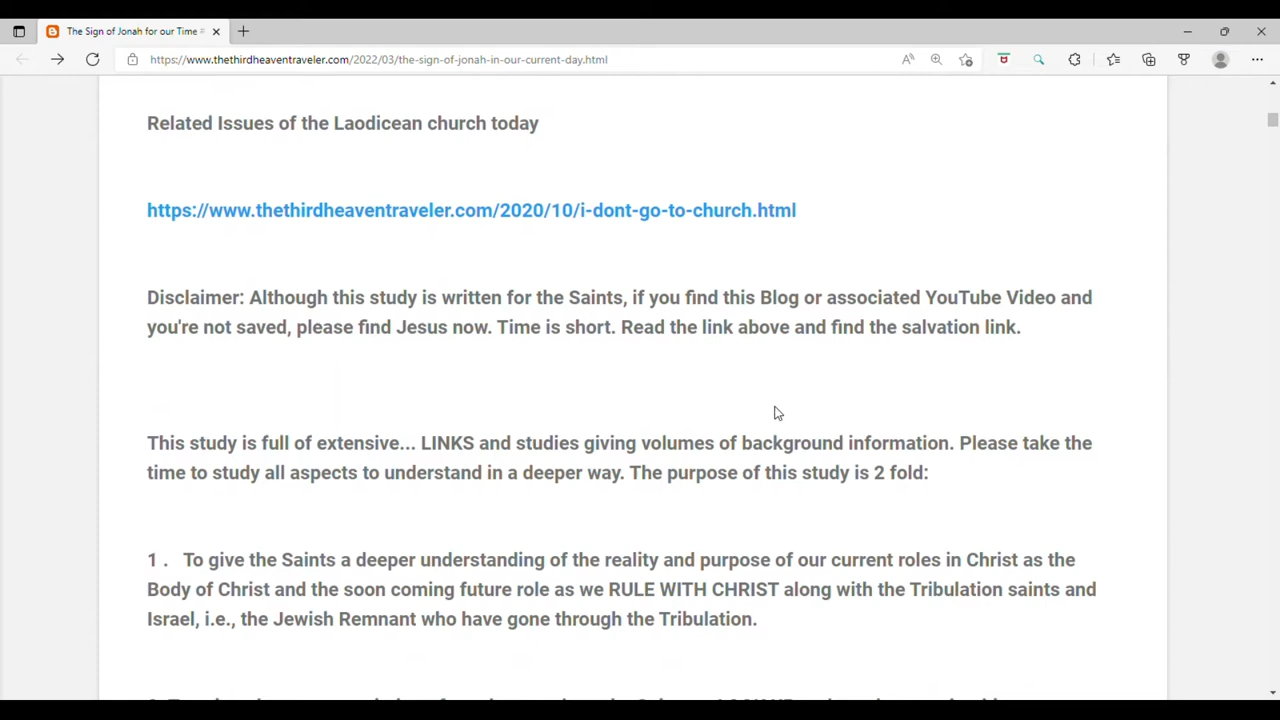 The Sign of Jonah for our Time
https://www.thethirdheaventraveler.com/2022/03/the-sign-of-jonah-in-our-current-day.html
Related Issues of the Laodicean church today
https://www.thethirdheaventraveler.com/2020/10/i-dont-go-to-church.html
Disclaimer: Although this study is written for the Saints, if you find this Blog or associated YouTube Video and
you're not saved, please find Jesus now. Time is short. Read the link above and find the salvation link.
This study is full of extensive... LINKS and studies giving volumes of background information. Please take the
time to study all aspects to understand in a deeper way. The purpose of this study is 2 fold:
1 . To give the Saints a deeper understanding of the reality and purpose of our current roles in Christ as the
Body of Christ and the soon coming future role as we RULE WITH CHRIST along with the Tribulation saints and
Israel, i.e., the Jewish Remnant who have gone through the Tribulation.